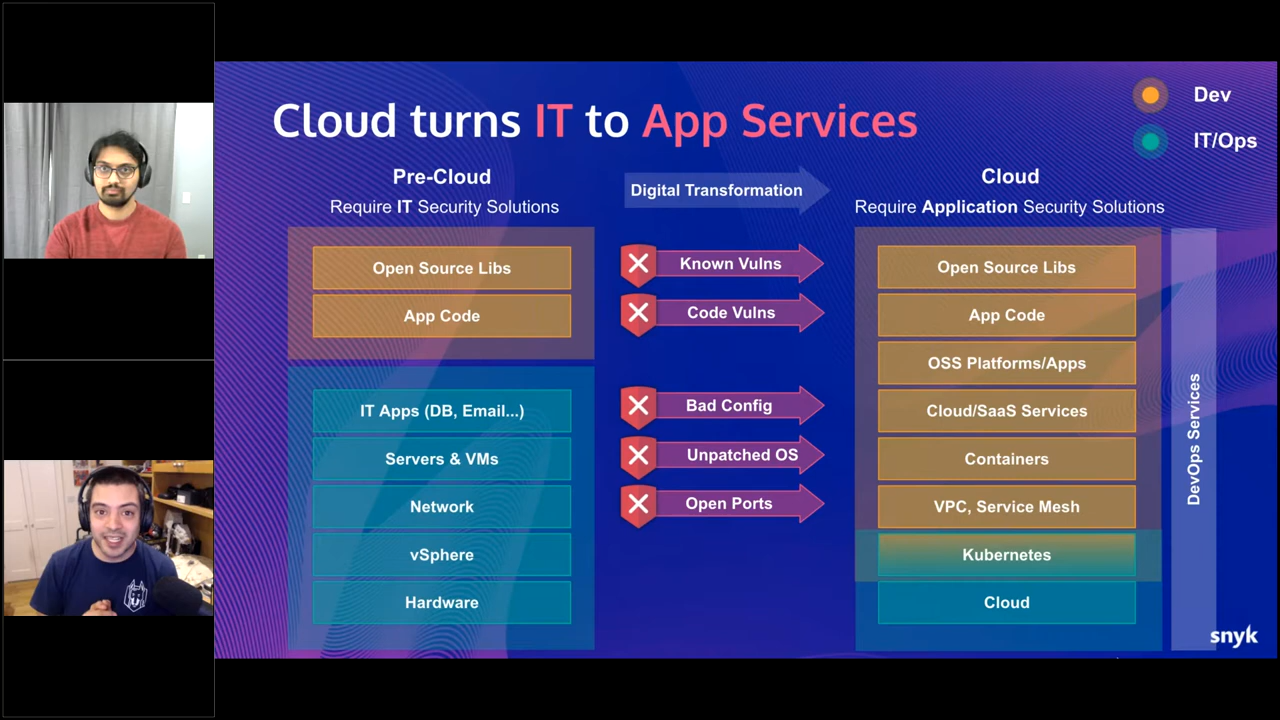 Cloud turns IT to App Services
Dev
IT/Ops
Pre-Cloud
Require IT Security Solutions
Digital Transformation
Cloud
Require Application Security Solutions
Open Source Libs
App Code
IT Apps (DB, Email...)
Servers & VMs
Network
vSphere
Hardware
Known Vulns
Code Vulns
Bad Config
Unpatched OS
Open Ports
Open Source Libs
App Code
OSS Platforms/Apps
Cloud/SaaS Services
Containers
VPC, Service Mesh
Kubernetes
Cloud
DevOps Services
snyk